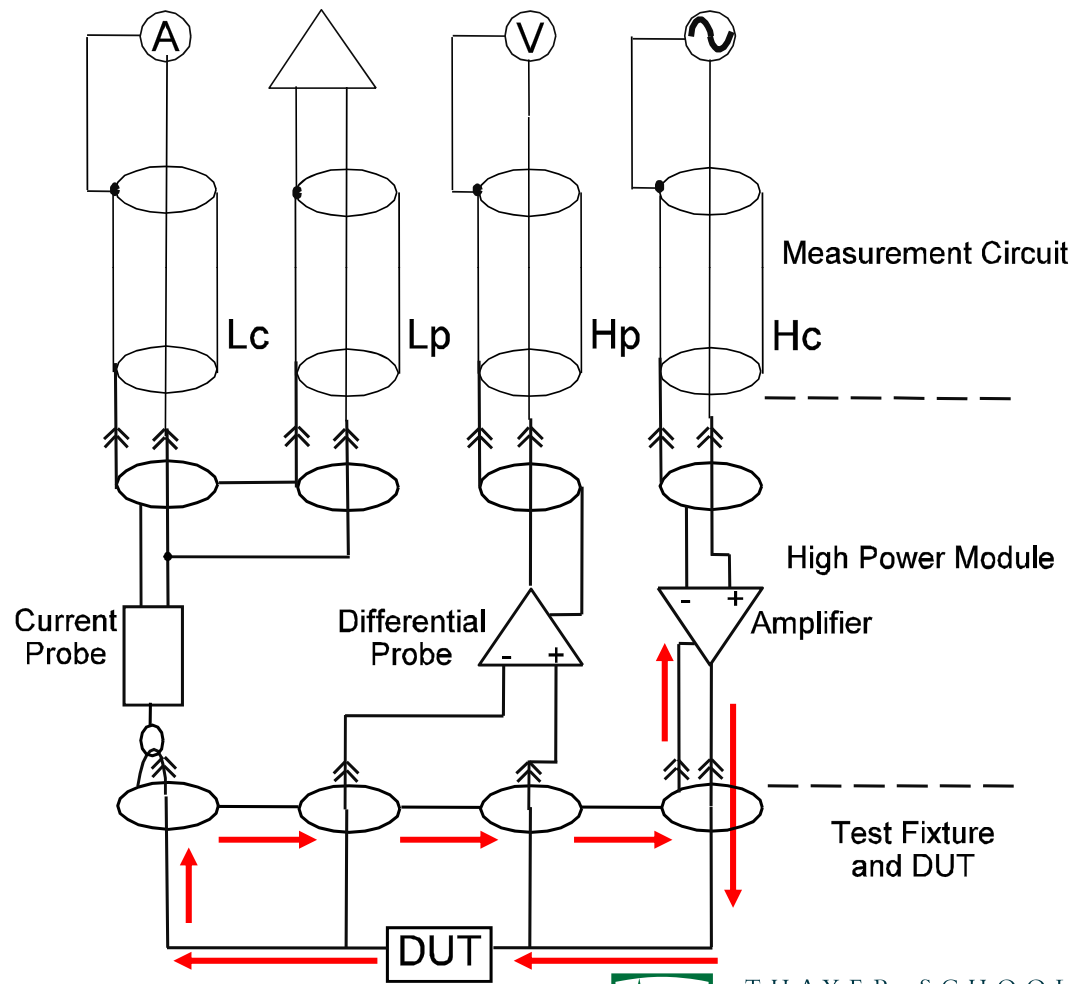 A
V
Lc
Lp
Hp
Hc
Measurement Circuit
High Power Module
Current
Probe
Differential
Probe
- +
- +
Amplifier
Test Fixture
and DUT
DUT